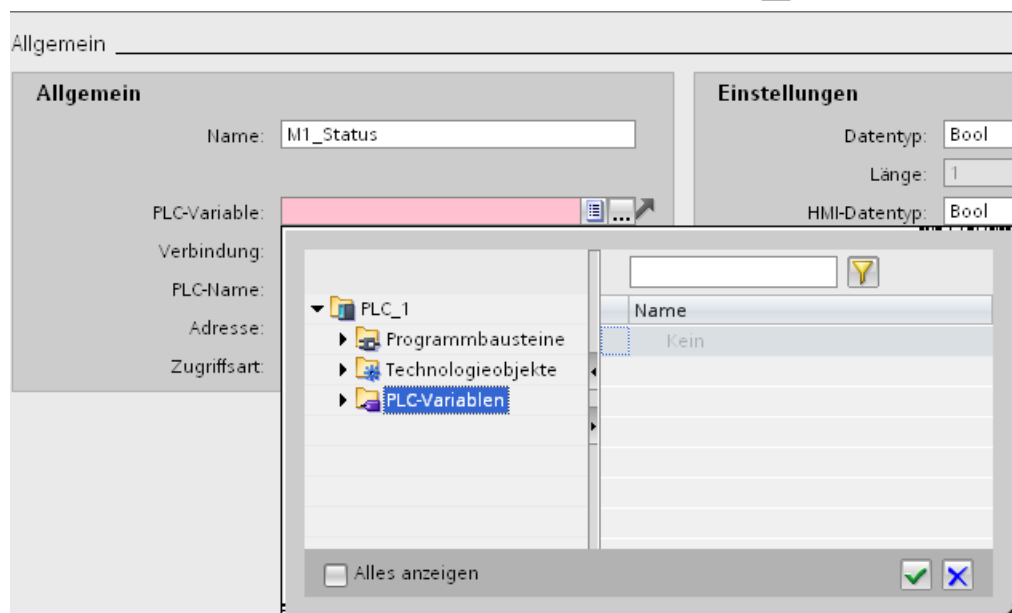 Allgemein
Allgemein
Name: M1_Status
PLC-Variable: ...
Verbindung:
PLC-Name:
Adresse:
Zugriffsart:
Einstellungen
Datentyp: Bool
Länge: 1
HMI-Datentyp: Bool
PLC_1
Programmbausteine
Technologieobjekte
PLC-Variablen
Name
Kein
Alles anzeigen